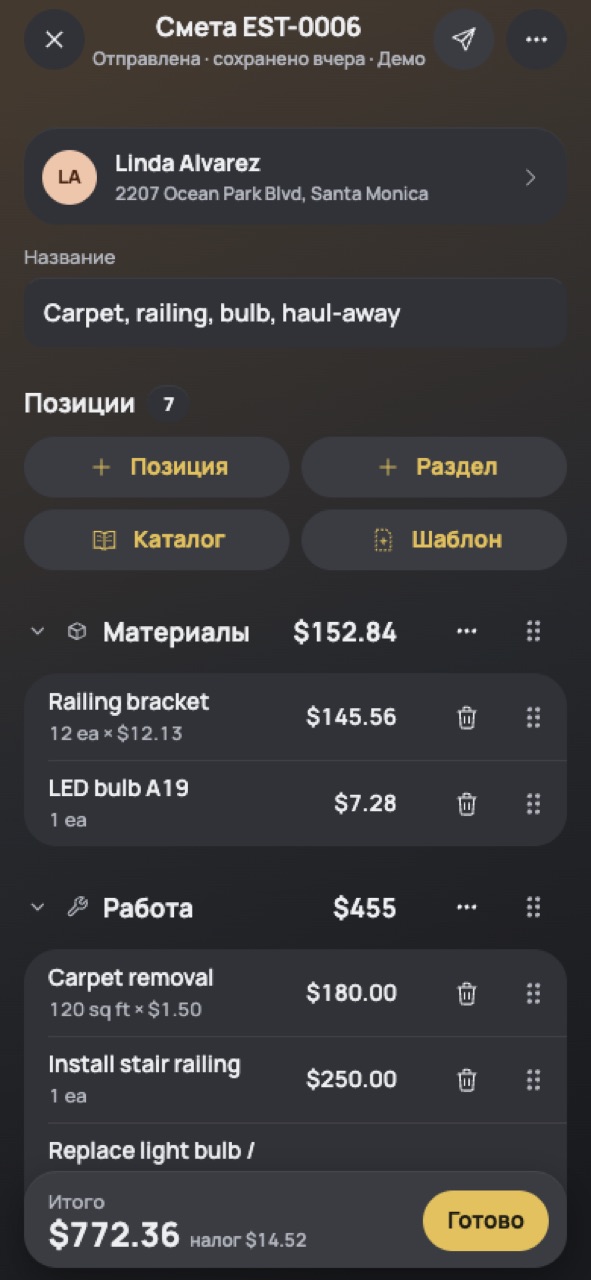 Смета EST-0006
Отправлена · сохранено вчера · Демо
LA
Linda Alvarez
2207 Ocean Park Blvd, Santa Monica
Название
Carpet, railing, bulb, haul-away
Позиции 7
+ Позиция
+ Раздел
Каталог
Шаблон
Материалы $152.84
Railing bracket $145.56
12 ea × $12.13
LED bulb A19 $7.28
1 ea
Работа $455
Carpet removal $180.00
120 sq ft × $1.50
Install stair railing $250.00
1 ea
Replace light bulb /
Итого
$772.36 налог $14.52
Готово